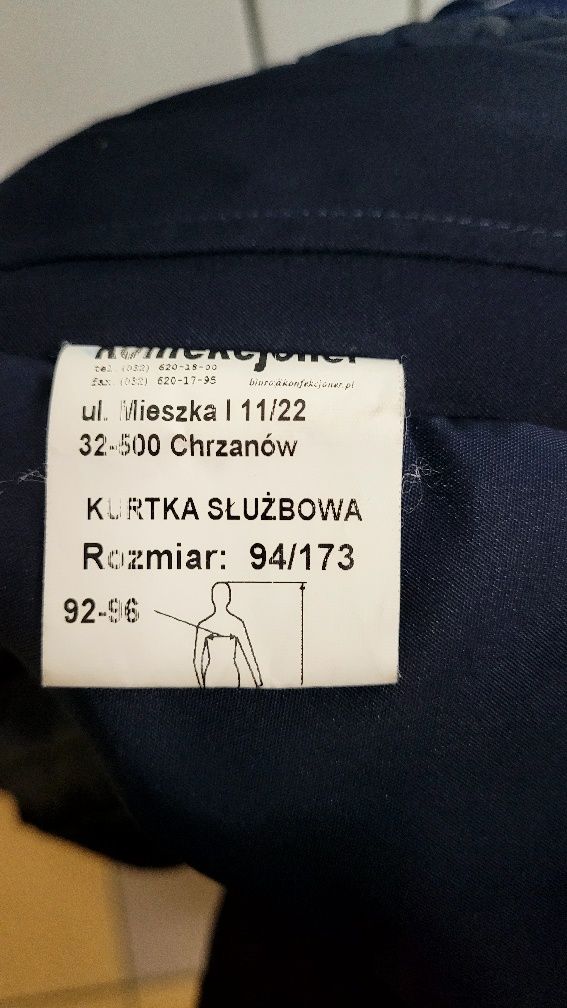 konfekcjoner
tel. (032) 620-18-00
fax. (032) 620-17-95 biuro@konfekcjoner.pl
ul. Mieszka I 11/22
32-500 Chrzanów
KURTKA SŁUŻBOWA
Rozmiar: 94/173
92-96